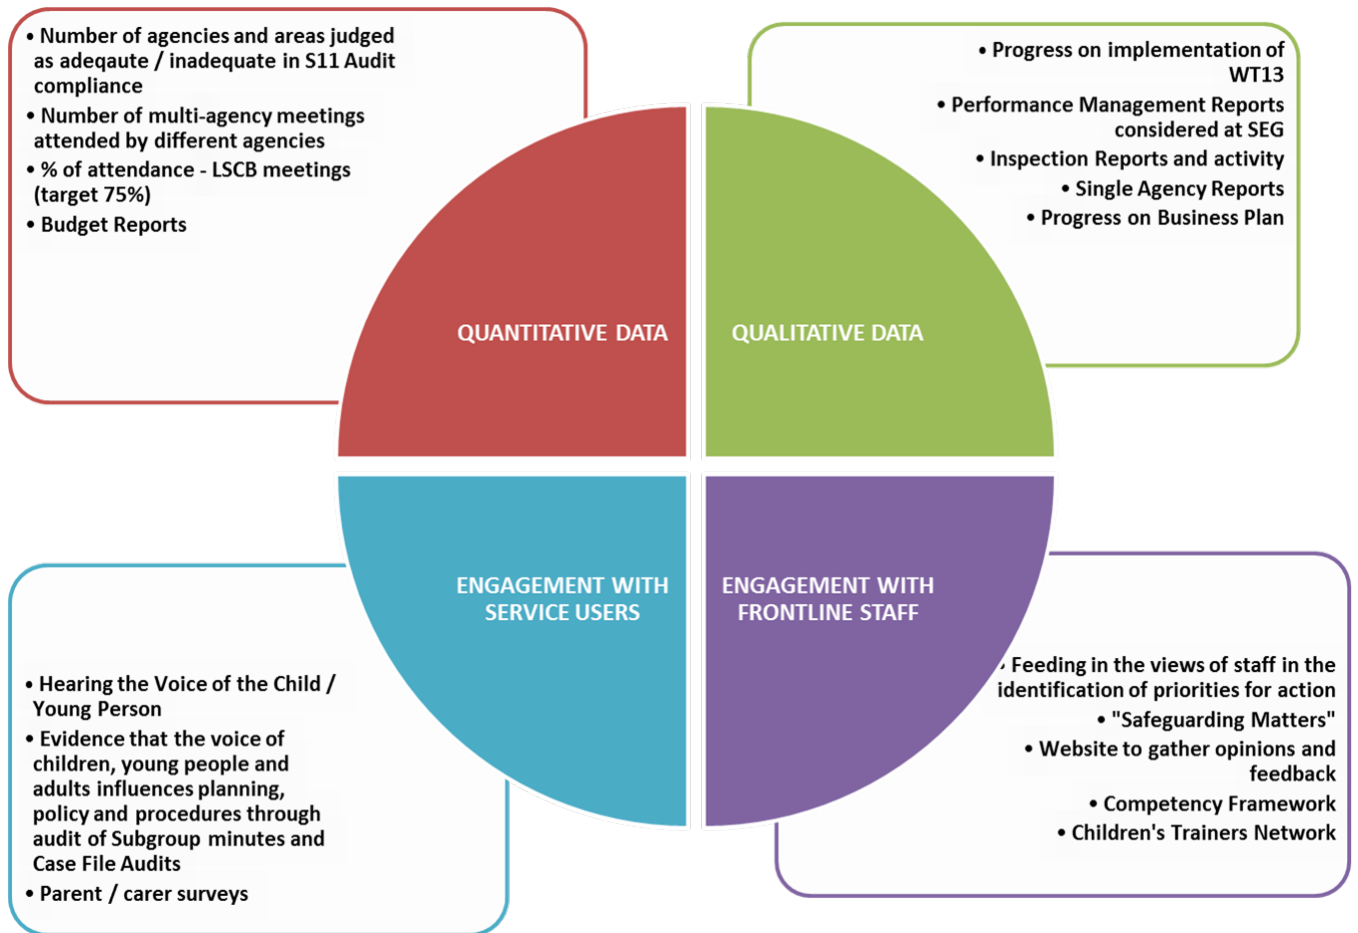 • Number of agencies and areas judged
as adeqaute / inadequate in S11 Audit
compliance
• Number of multi-agency meetings
attended by different agencies
• % of attendance - LSCB meetings
(target 75%)
• Budget Reports
• Progress on implementation of
WT13
• Performance Management Reports
considered at SEG
• Inspection Reports and activity
• Single Agency Reports
• Progress on Business Plan
QUANTITATIVE DATA
QUALITATIVE DATA
ENGAGEMENT WITH
SERVICE USERS
ENGAGEMENT WITH
FRONTLINE STAFF
• Hearing the Voice of the Child /
Young Person
• Evidence that the voice of
children, young people and
adults influences planning,
policy and procedures through
audit of Subgroup minutes and
Case File Audits
• Parent / carer surveys
• Feeding in the views of staff in the
identification of priorities for action
• "Safeguarding Matters"
• Website to gather opinions and
feedback
• Competency Framework
• Children's Trainers Network